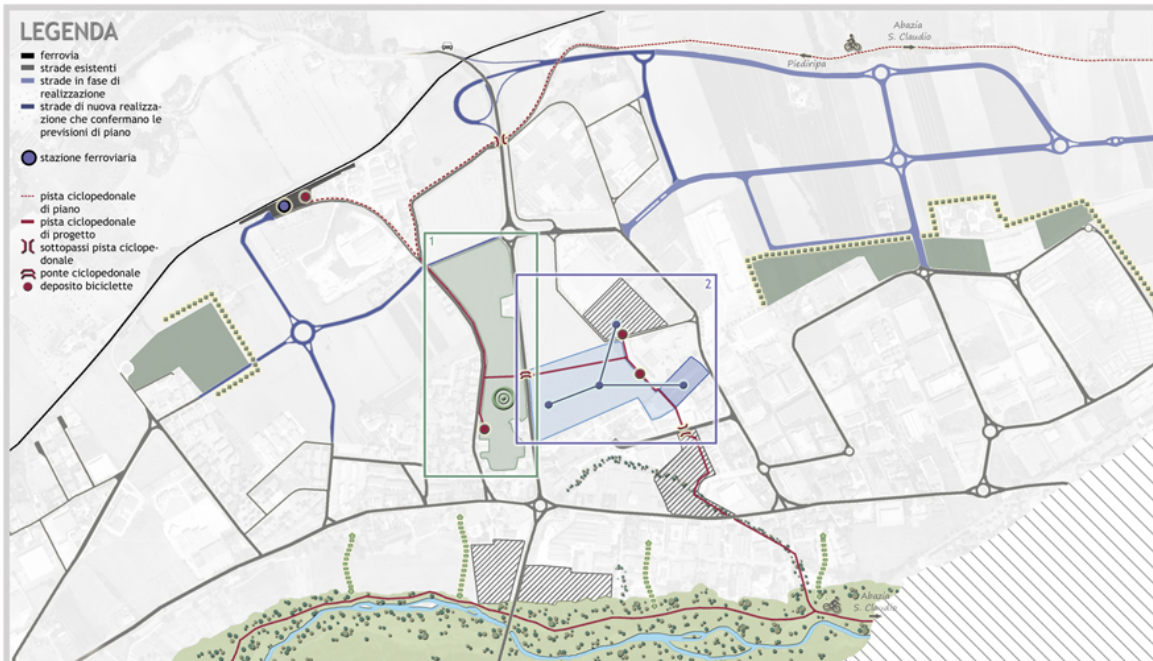 LEGENDA
ferrovia
strade esistenti
strade in fase di
realizzazione
strade di nuova realizza-
zione che confermano le
previsioni di piano
stazione ferroviaria
pista ciclopedonale
di piano
pista ciclopedonale
di progetto
sottopassi pista ciclope-
donale
ponte ciclopedonale
deposito biciclette
Abazia
S. Claudio
Piediripa
1
2
Abazia
S. Claudio